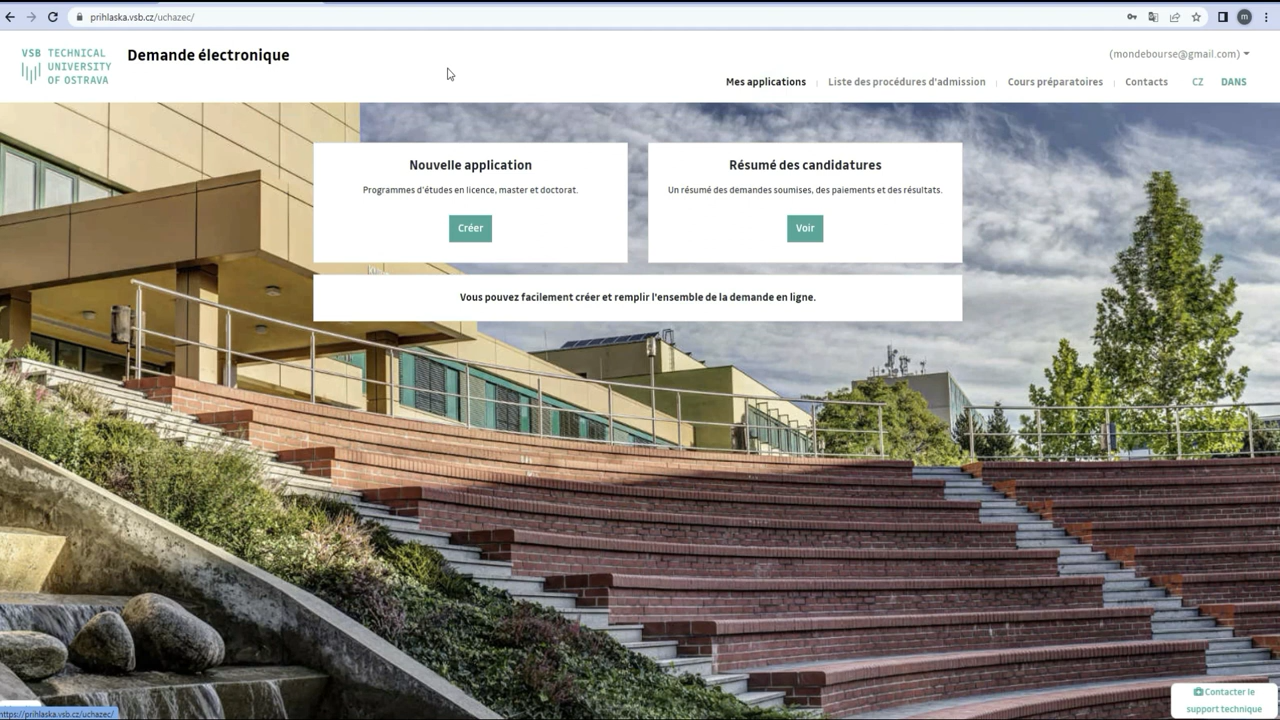 prihlaska.vsb.cz/uchazec/
m
VSB TECHNICAL
UNIVERSITY
OF OSTRAVA
Demande électronique
(mondebourse@gmail.com)
Mes applications
Liste des procédures d'admission
Cours préparatoires
Contacts
CZ
DANS
Nouvelle application
Programmes d'études en licence, master et doctorat.
Créer
Résumé des candidatures
Un résumé des demandes soumises, des paiements et des résultats.
Voir
Vous pouvez facilement créer et remplir l'ensemble de la demande en ligne.
Contacter le
support technique
https://prihlaska.vsb.cz/uchazec/